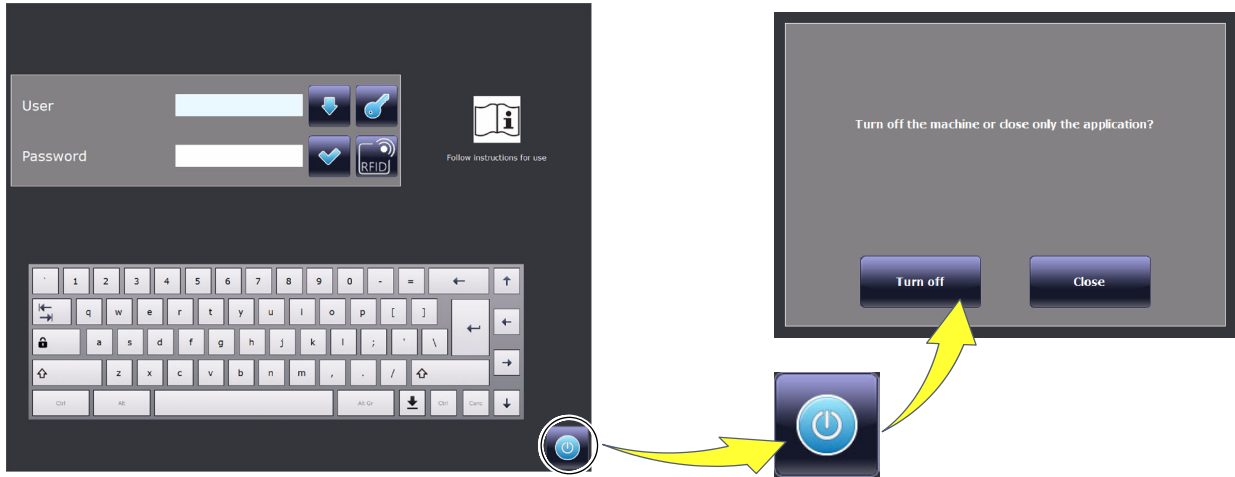 User
Password
RFID
i
Follow instructions for use
` 1 2 3 4 5 6 7 8 9 0 - =
q w e r t y u i o p [ ]
a s d f g h j k l ; ' \
z x c v b n m , . /
Ctrl Alt Alt Gr Ctrl Canc
Turn off the machine or close only the application?
Turn off Close